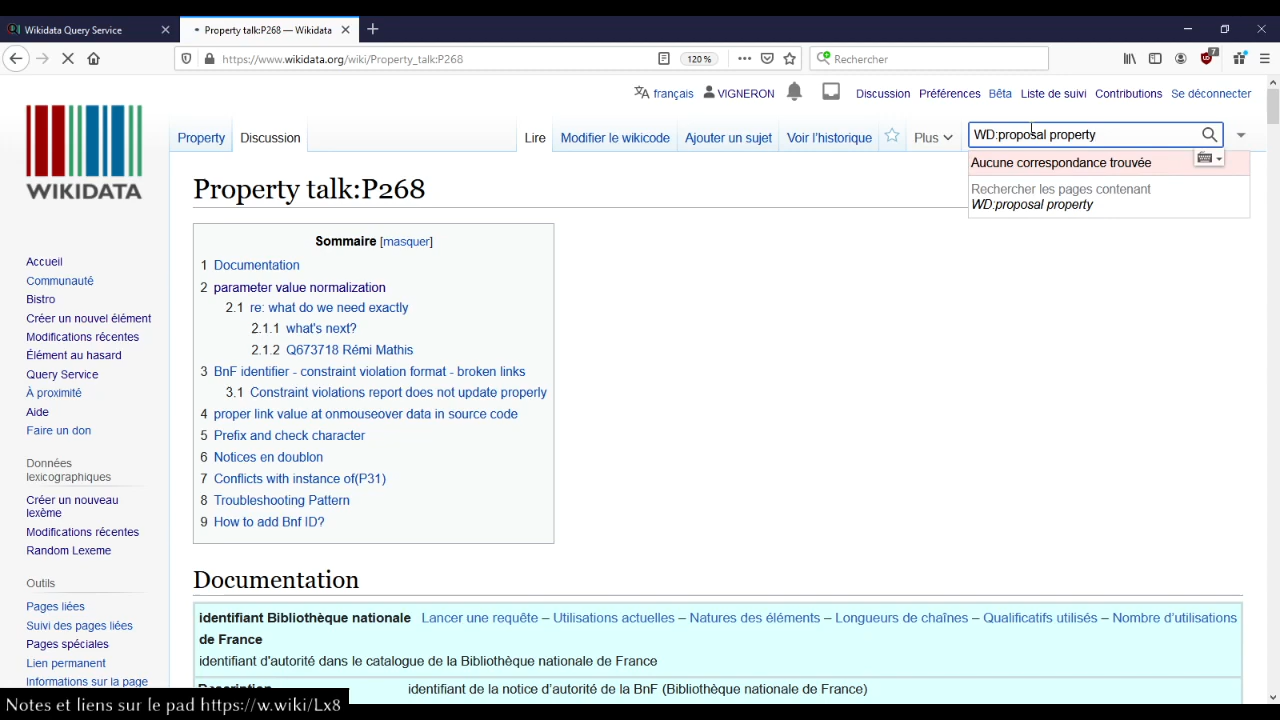 Wikidata Query Service
Property talk:P268 — Wikidata
https://www.wikidata.org/wiki/Property_talk:P268
120 %
Rechercher
7
français
VIGNERON
Discussion
Préférences
Bêta
Liste de suivi
Contributions
Se déconnecter
Property
Discussion
Lire
Modifier le wikicode
Ajouter un sujet
Voir l’historique
Plus
WD:proposal property
Aucune correspondance trouvée
Rechercher les pages contenant
WD:proposal property
WIKIDATA
Accueil
Communauté
Bistro
Créer un nouvel élément
Modifications récentes
Élément au hasard
Query Service
À proximité
Aide
Faire un don
Données
lexicographiques
Créer un nouveau
lexème
Modifications récentes
Random Lexeme
Outils
Pages liées
Suivi des pages liées
Pages spéciales
Lien permanent
Informations sur la page
Property talk:P268
Sommaire [masquer]
1 Documentation
2 parameter value normalization
2.1 re: what do we need exactly
2.1.1 what's next?
2.1.2 Q673718 Rémi Mathis
3 BnF identifier - constraint violation format - broken links
3.1 Constraint violations report does not update properly
4 proper link value at onmouseover data in source code
5 Prefix and check character
6 Notices en doublon
7 Conflicts with instance of(P31)
8 Troubleshooting Pattern
9 How to add Bnf ID?
Documentation
identifiant Bibliothèque nationale
de France
Lancer une requête – Utilisations actuelles – Natures des éléments – Longueurs de chaînes – Qualificatifs utilisés – Nombre d’utilisations
identifiant d'autorité dans le catalogue de la Bibliothèque nationale de France
Description
identifiant de la notice d’autorité de la BnF (Bibliothèque nationale de France)
Notes et liens sur le pad https://w.wiki/Lx8